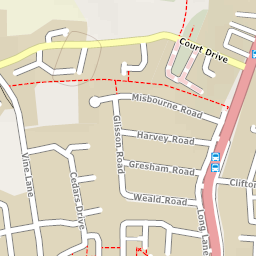 Court Drive
Misbourne Road
Glisson Road
Harvey Road
Vine Lane
Gresham Road
Cedars Drive
Weald Road
Clifton
Long Lane